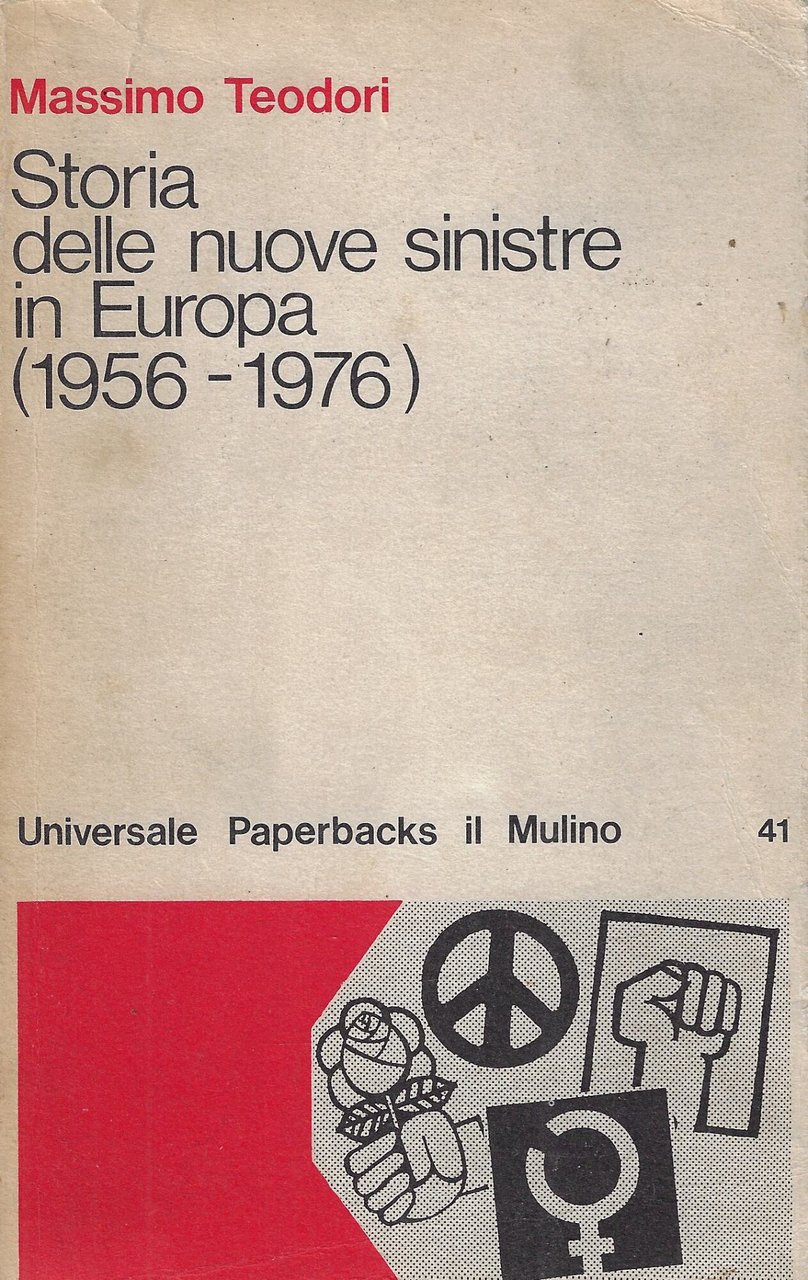 Massimo Teodori
Storia
delle nuove sinistre
in Europa
(1956-1976)
Universale Paperbacks il Mulino 41